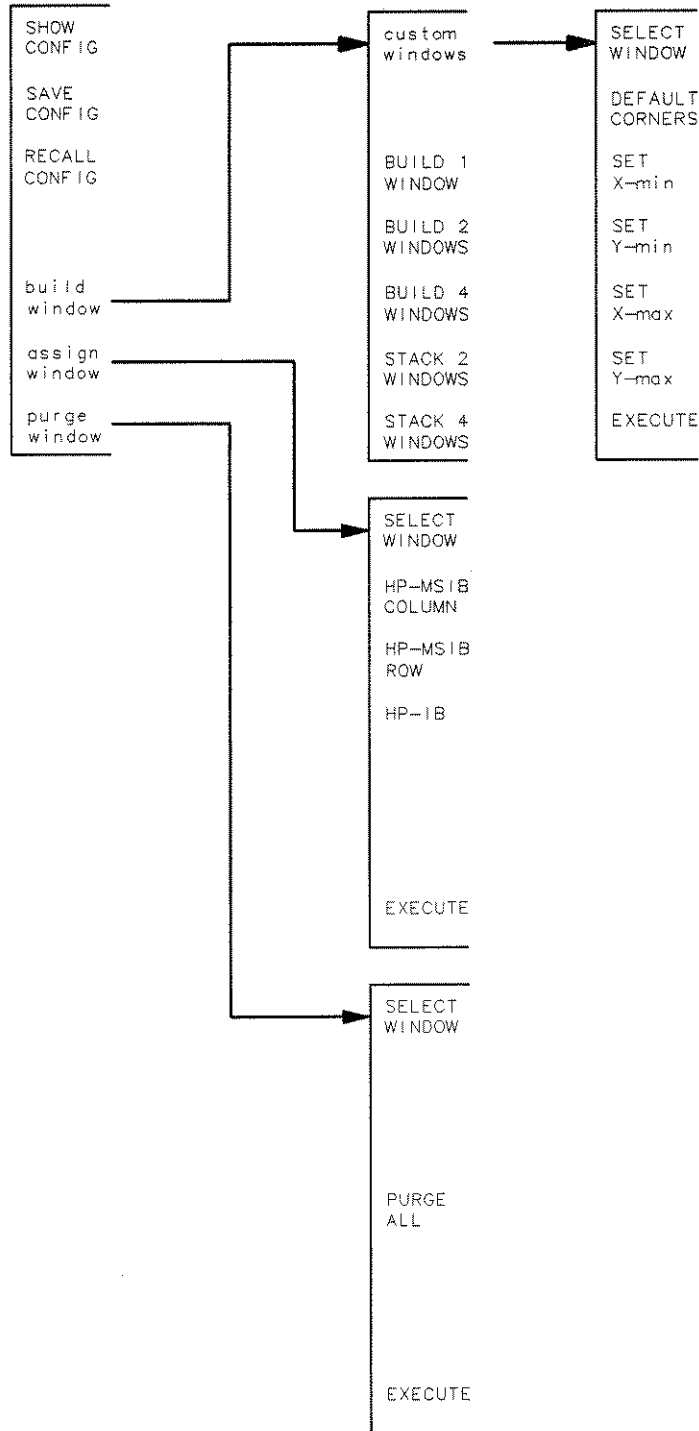 SHOW
CONFIG
SAVE
CONFIG
RECALL
CONFIG
build
window
assign
window
purge
window
custom
windows
BUILD 1
WINDOW
BUILD 2
WINDOWS
BUILD 4
WINDOWS
STACK 2
WINDOWS
STACK 4
WINDOWS
SELECT
WINDOW
DEFAULT
CORNERS
SET
X-min
SET
Y-min
SET
X-max
SET
Y-max
EXECUTE
SELECT
WINDOW
HP-MSIB
COLUMN
HP-MSIB
ROW
HP-IB
EXECUTE
SELECT
WINDOW
PURGE
ALL
EXECUTE